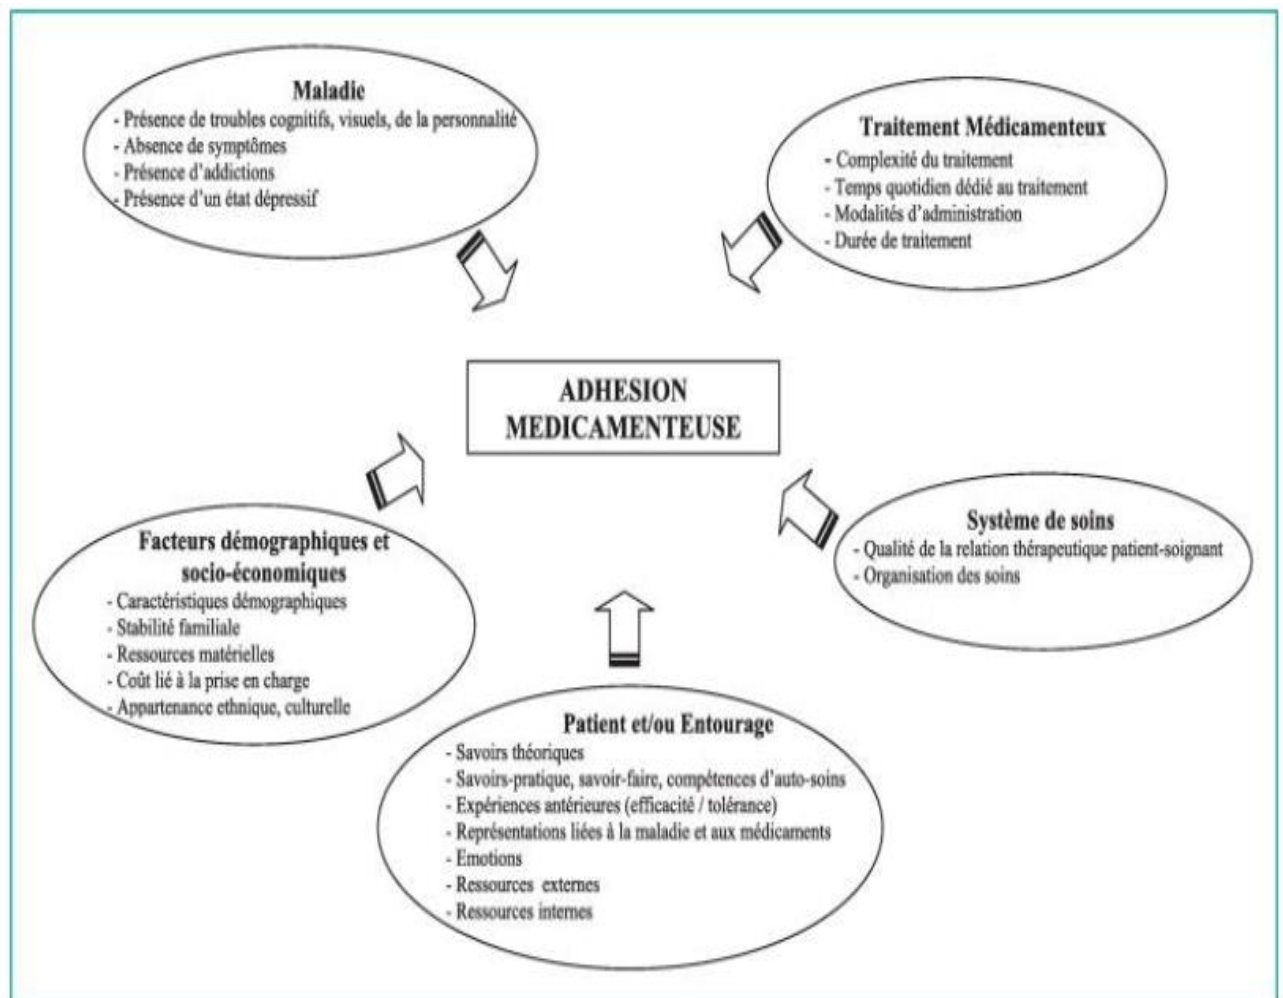 Maladie
- Présence de troubles cognitifs, visuels, de la personnalité
- Absence de symptômes
- Présence d'addictions
- Présence d'un état dépressif
Traitement Médicamenteux
- Complexité du traitement
- Temps quotidien dédié au traitement
- Modalités d'administration
- Durée de traitement
ADHESION
MEDICAMENTEUSE
Facteurs démographiques et
socio-économiques
- Caractéristiques démographiques
- Stabilité familiale
- Ressources matérielles
- Coût lié à la prise en charge
- Appartenance ethnique, culturelle
Système de soins
- Qualité de la relation thérapeutique patient-soignant
- Organisation des soins
Patient et/ou Entourage
- Savoirs théoriques
- Savoirs-pratique, savoir-faire, compétences d'auto-soins
- Expériences antérieures (efficacité / tolérance)
- Représentations liées à la maladie et aux médicaments
- Emotions
- Ressources externes
- Ressources internes